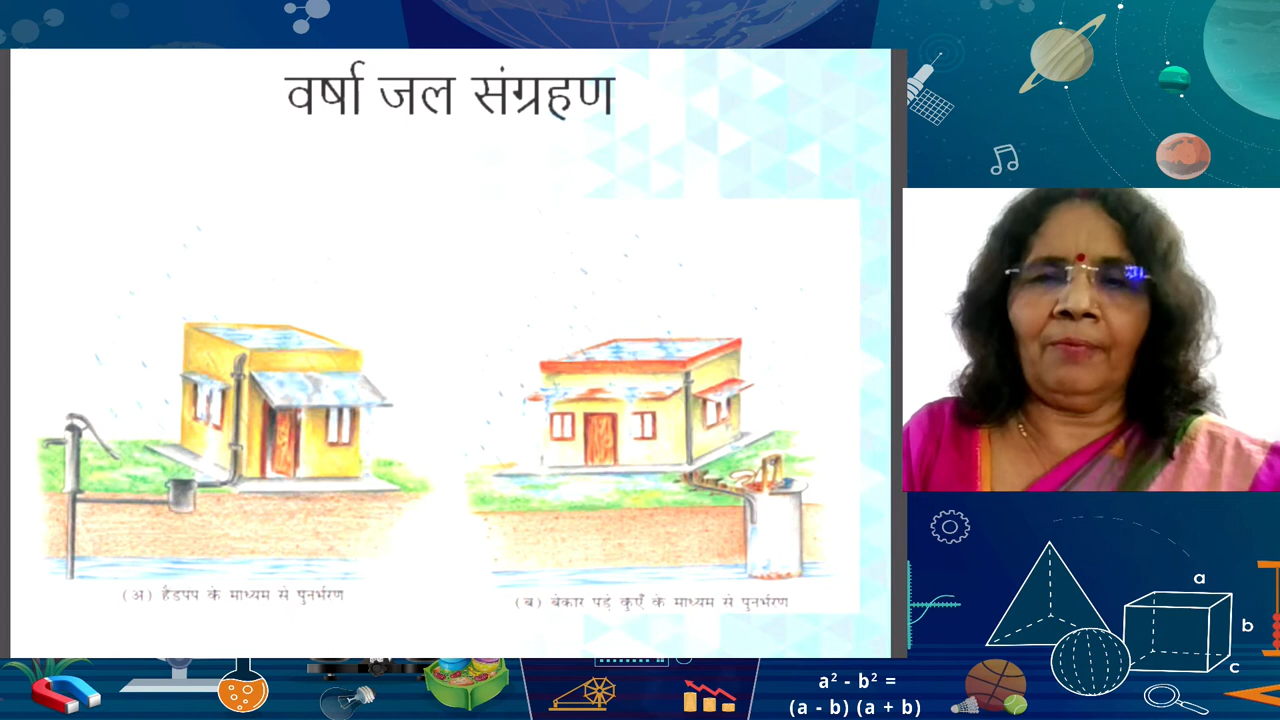 वर्षा जल संग्रहण
(अ) हैंडपंप के माध्यम से पुनर्भरण
(ब) बेकार पड़े कुएँ के माध्यम से पुनर्भरण
a
b
c
a² - b² =
(a - b) (a + b)